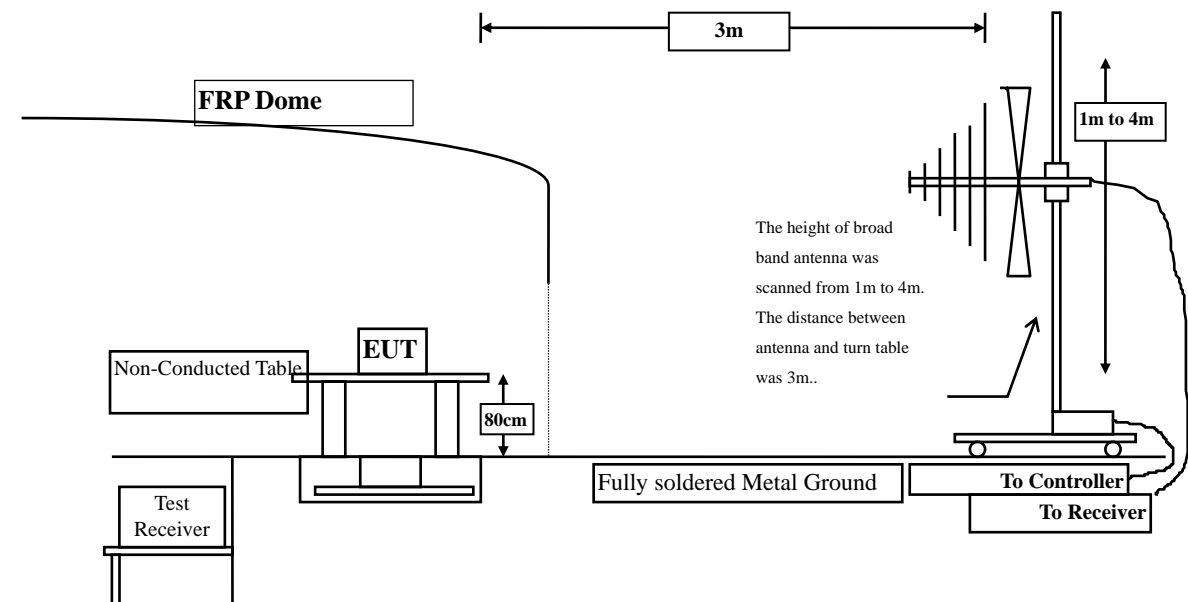 3m
FRP Dome
1m to 4m
The height of broad
band antenna was
scanned from 1m to 4m.
The distance between
antenna and turn table
was 3m..
EUT
Non-Conducted Table
80cm
Fully soldered Metal Ground
To Controller
To Receiver
Test
Receiver